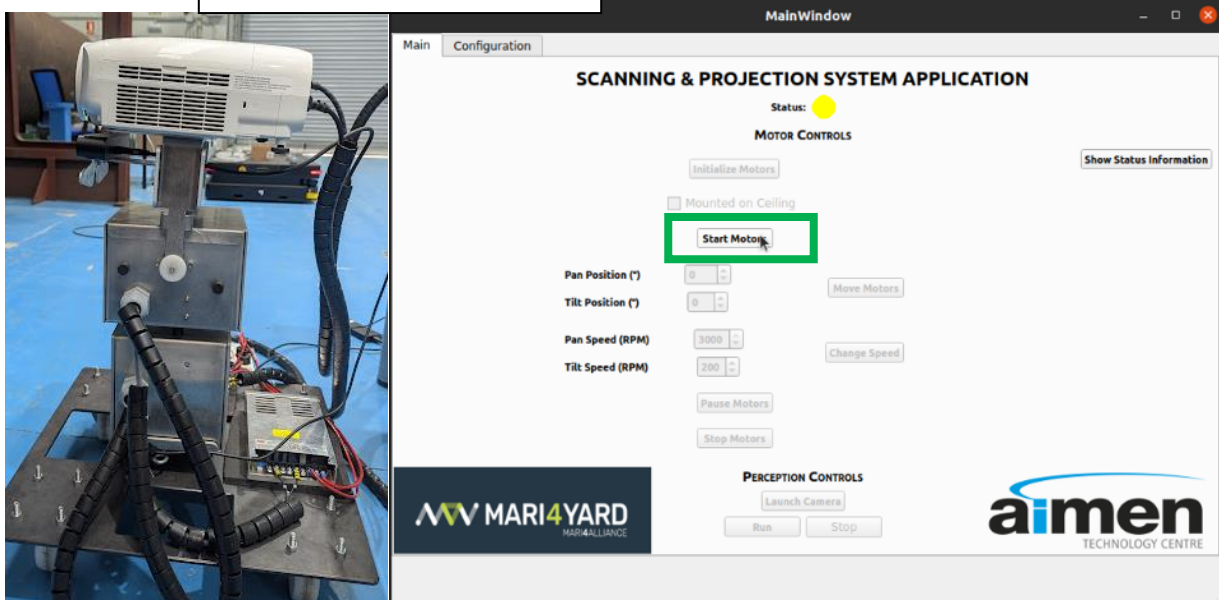 MainWindow
Main Configuration
SCANNING & PROJECTION SYSTEM APPLICATION
Status:
MOTOR CONTROLS
Show Status Information
Initialize Motors
Mounted on Ceiling
Start Motors
Pan Position (°) 0
Move Motors
Tilt Position (°) 0
Pan Speed (RPM) 3000
Change Speed
Tilt Speed (RPM) 200
Pause Motors
Stop Motors
PERCEPTION CONTROLS
Launch Camera
Run Stop
MARI4YARD
MARI4ALLIANCE
aimen
TECHNOLOGY CENTRE